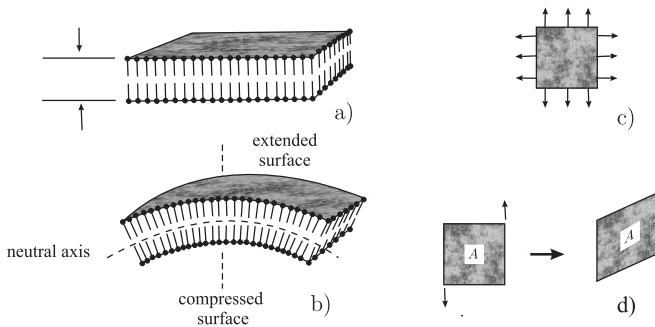 a)
extended
surface
neutral axis
compressed
surface
b)
c)
A
A
d)